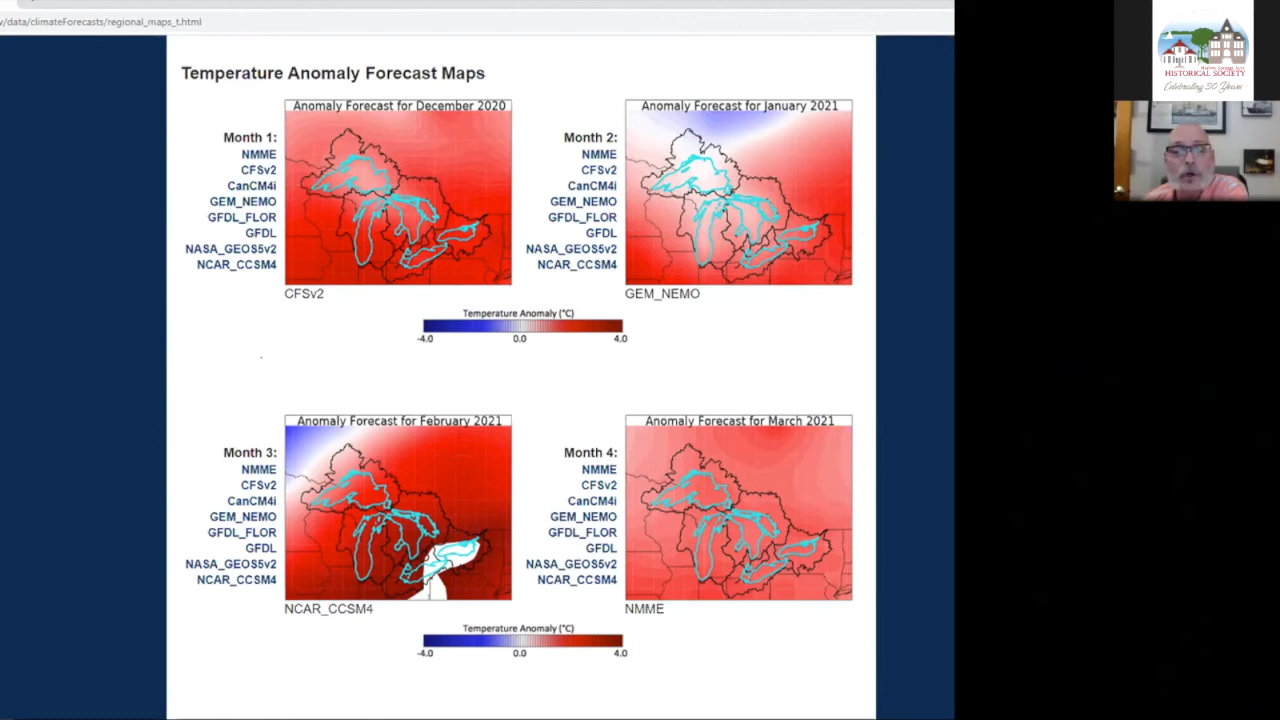 v/data/climateForecasts/regional_maps_t.html
Temperature Anomaly Forecast Maps
Anomaly Forecast for December 2020
Month 1:
NMME
CFSv2
CanCM4i
GEM_NEMO
GFDL_FLOR
GFDL
NASA_GEOS5v2
NCAR_CCSM4
CFSv2
Anomaly Forecast for January 2021
Month 2:
NMME
CFSv2
CanCM4i
GEM_NEMO
GFDL_FLOR
GFDL
NASA_GEOS5v2
NCAR_CCSM4
GEM_NEMO
Temperature Anomaly (°C)
-4.0 0.0 4.0
Anomaly Forecast for February 2021
Month 3:
NMME
CFSv2
CanCM4i
GEM_NEMO
GFDL_FLOR
GFDL
NASA_GEOS5v2
NCAR_CCSM4
NCAR_CCSM4
Anomaly Forecast for March 2021
Month 4:
NMME
CFSv2
CanCM4i
GEM_NEMO
GFDL_FLOR
GFDL
NASA_GEOS5v2
NCAR_CCSM4
NMME
Temperature Anomaly (°C)
-4.0 0.0 4.0
HISTORICAL SOCIETY
Celebrating 50 Years